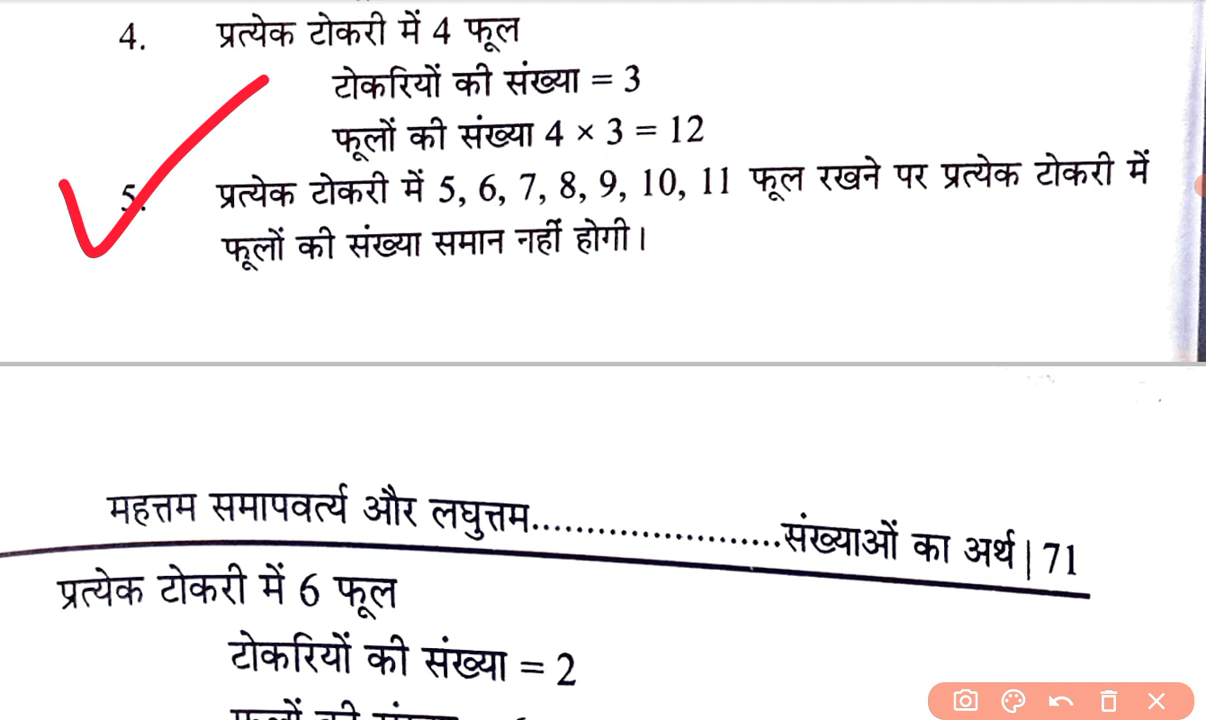 4. प्रत्येक टोकरी में 4 फूल
टोकरियों की संख्या = 3
फूलों की संख्या 4 × 3 = 12
5. प्रत्येक टोकरी में 5, 6, 7, 8, 9, 10, 11 फूल रखने पर प्रत्येक टोकरी में
फूलों की संख्या समान नहीं होगी।
महत्तम समापवर्त्य और लघुत्तम.......................संख्याओं का अर्थ | 71
प्रत्येक टोकरी में 6 फूल
टोकरियों की संख्या = 2